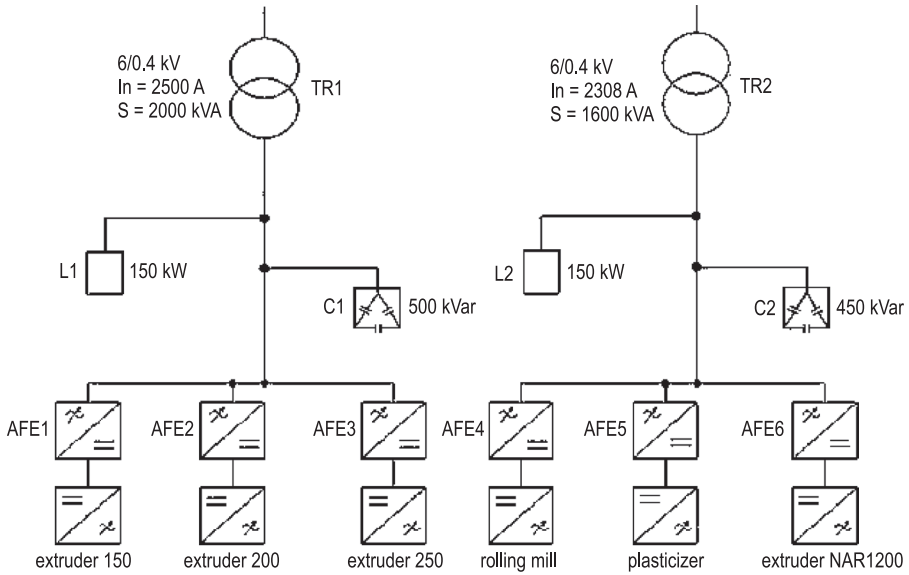 6/0.4 kV
In = 2500 A
S = 2000 kVA
TR1
6/0.4 kV
In = 2308 A
S = 1600 kVA
TR2
L1
150 kW
C1
500 kVar
L2
150 kW
C2
450 kVar
AFE1
AFE2
AFE3
AFE4
AFE5
AFE6
extruder 150
extruder 200
extruder 250
rolling mill
plasticizer
extruder NAR1200